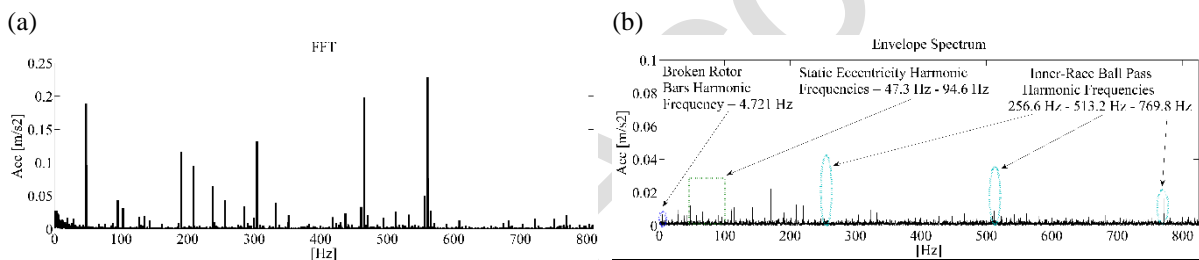 (a)
FFT
0.25
0.2
0.15
0.1
0.05
0
Acc [m/s2]
0 100 200 300 400 500 600 700 800
[Hz]
(b)
Envelope Spectrum
0.1
0.08
0.06
0.04
0.02
0
Acc [m/s2]
Broken Rotor
Bars Harmonic
Frequency – 4.721 Hz
Static Eccentricity Harmonic
Frequencies – 47.3 Hz - 94.6 Hz
Inner-Race Ball Pass
Harmonic Frequencies
256.6 Hz - 513.2 Hz - 769.8 Hz
0 100 200 300 400 500 600 700 800
[Hz]